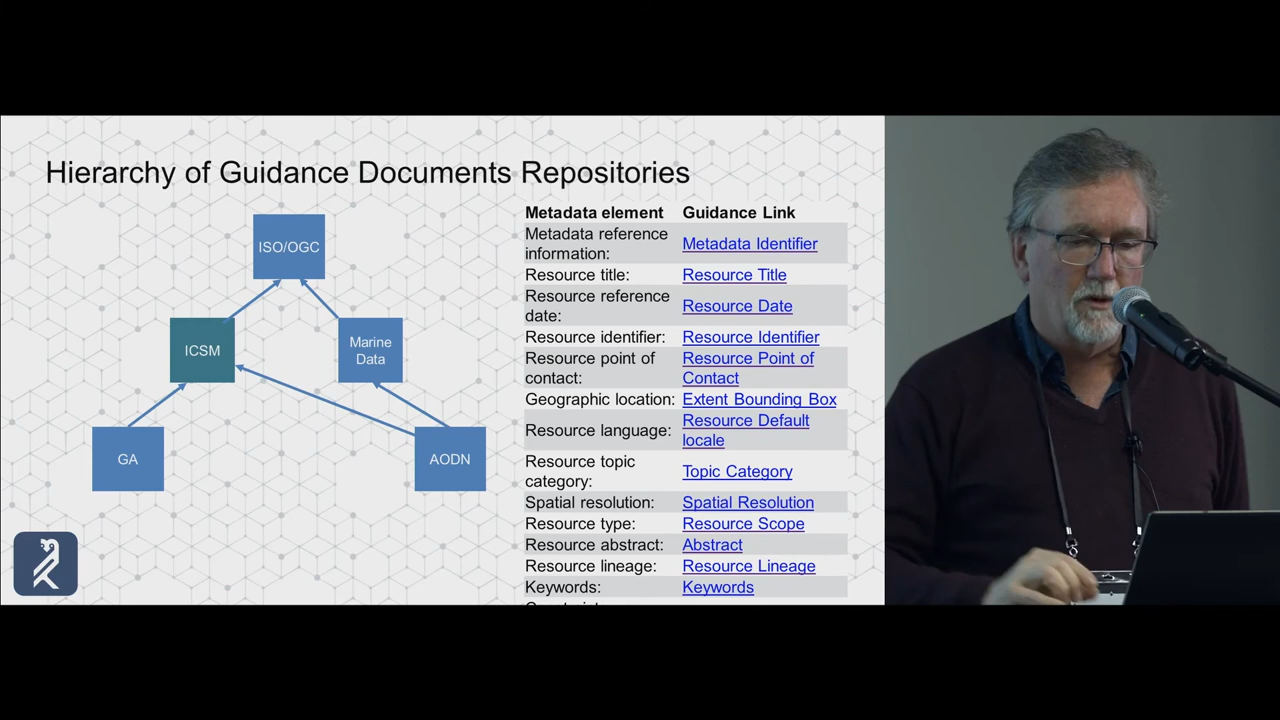 Hierarchy of Guidance Documents Repositories
ISO/OGC
ICSM
Marine
Data
GA
AODN
Metadata element Guidance Link
Metadata reference
information:
Metadata Identifier
Resource title: Resource Title
Resource reference
date:
Resource Date
Resource identifier: Resource Identifier
Resource point of
contact:
Resource Point of
Contact
Geographic location: Extent Bounding Box
Resource language:
Resource Default
locale
Resource topic
category:
Topic Category
Spatial resolution: Spatial Resolution
Resource type: Resource Scope
Resource abstract: Abstract
Resource lineage: Resource Lineage
Keywords: Keywords